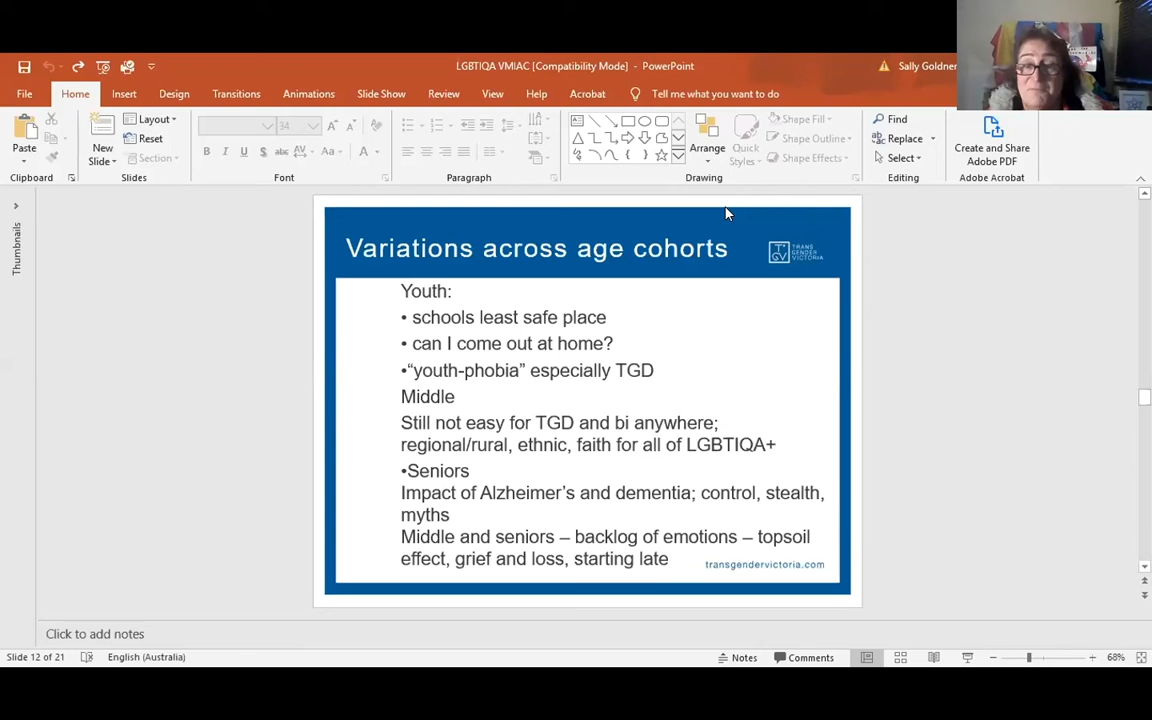 LGBTIQA VMIAC [Compatibility Mode] - PowerPoint
Sally Goldner
File
Home
Insert
Design
Transitions
Animations
Slide Show
Review
View
Help
Acrobat
Tell me what you want to do
Paste
Clipboard
New
Slide
Layout
Reset
Section
Slides
34
B
I
U
S
abc
AV
Aa
A
Font
Paragraph
Arrange
Quick
Styles
Shape Fill
Shape Outline
Shape Effects
Drawing
Find
Replace
Select
Editing
Create and Share
Adobe PDF
Adobe Acrobat
Thumbnails
Variations across age cohorts
T
GV
TRANS
GENDER
VICTORIA
Youth:
• schools least safe place
• can I come out at home?
•“youth-phobia” especially TGD
Middle
Still not easy for TGD and bi anywhere;
regional/rural, ethnic, faith for all of LGBTIQA+
•Seniors
Impact of Alzheimer’s and dementia; control, stealth,
myths
Middle and seniors – backlog of emotions – topsoil
effect, grief and loss, starting late
transgendervictoria.com
Click to add notes
Slide 12 of 21
English (Australia)
Notes
Comments
68%